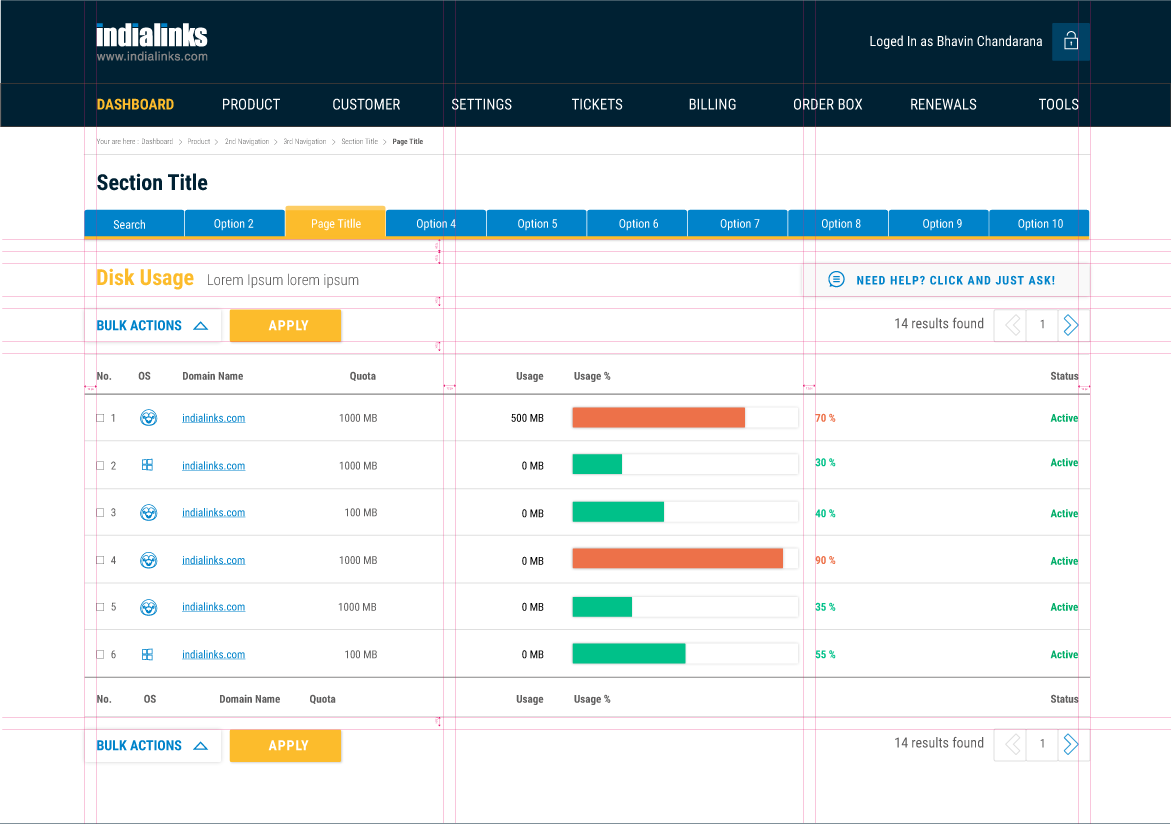 indialinks
www.indialinks.com
Loged In as Bhavin Chandarana
DASHBOARD PRODUCT CUSTOMER SETTINGS TICKETS BILLING ORDER BOX RENEWALS TOOLS
Your are here : Dashboard > Product > 2nd Navigation > 3rd Navigation > Section Title > Page Title
Section Title
Search Option 2 Page Titlle Option 4 Option 5 Option 6 Option 7 Option 8 Option 9 Option 10
Disk Usage Lorem Ipsum lorem ipsum NEED HELP? CLICK AND JUST ASK!
BULK ACTIONS APPLY 14 results found 1
No. OS Domain Name Quota Usage Usage % Status
1 indialinks.com 1000 MB 500 MB 70 % Active
2 indialinks.com 1000 MB 0 MB 30 % Active
3 indialinks.com 100 MB 0 MB 40 % Active
4 indialinks.com 1000 MB 0 MB 90 % Active
5 indialinks.com 1000 MB 0 MB 35 % Active
6 indialinks.com 100 MB 0 MB 55 % Active
No. OS Domain Name Quota Usage Usage % Status
BULK ACTIONS APPLY 14 results found 1